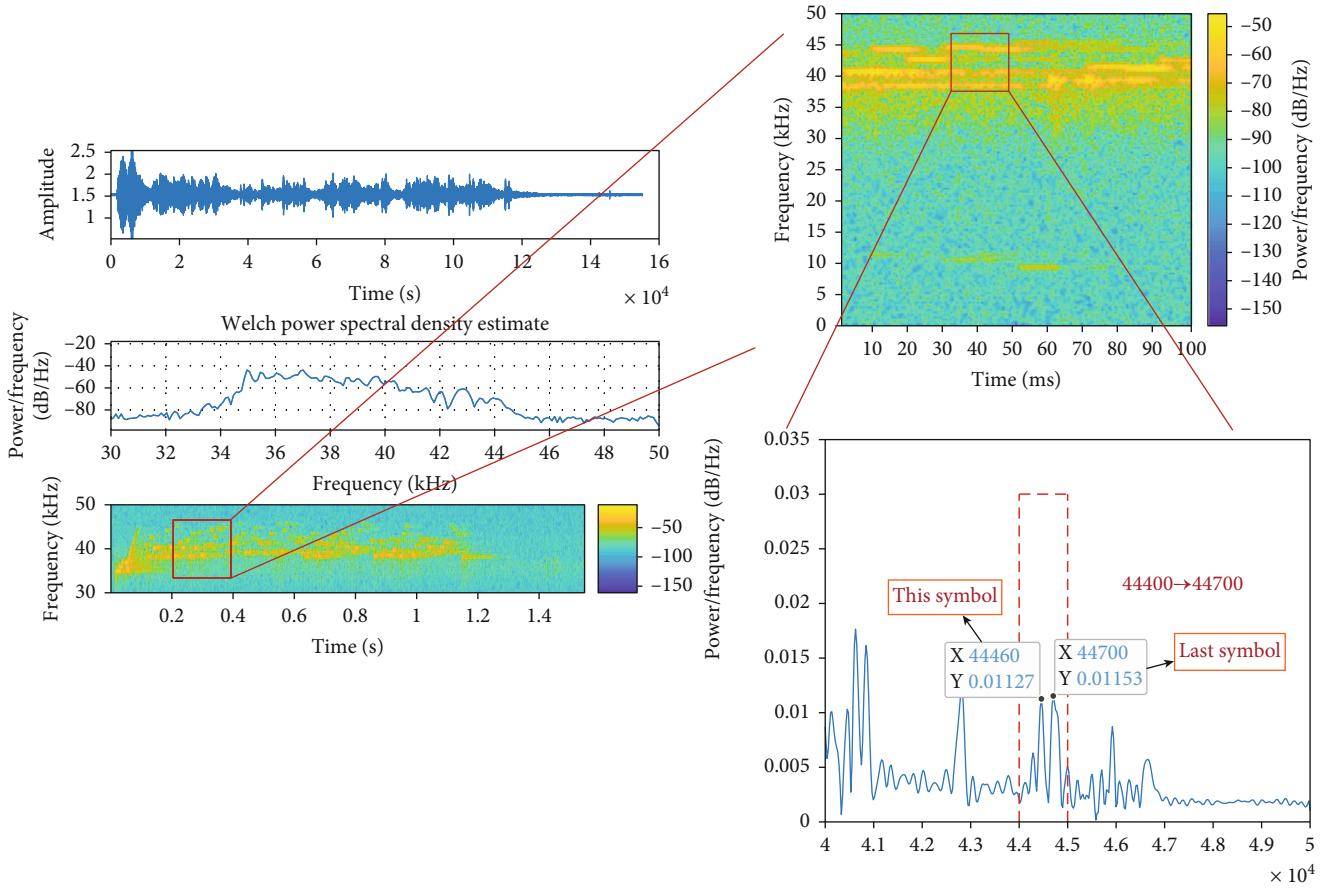 2.5
2
1.5
1
Amplitude
0 2 4 6 8 10 12 14 16
Time (s)
× 10⁴
Welch power spectral density estimate
–20
–40
–60
–80
Power/frequency
(dB/Hz)
30 32 34 36 38 40 42 44 46 48 50
Frequency (kHz)
50
40
30
Frequency (kHz)
0.2 0.4 0.6 0.8 1 1.2 1.4
Time (s)
–50
–100
–150
50
45
40
35
30
25
20
15
10
5
0
Frequency (kHz)
10 20 30 40 50 60 70 80 90 100
Time (ms)
–50
–60
–70
–80
–90
–100
–110
–120
–130
–140
–150
Power/frequency (dB/Hz)
0.035
0.03
0.025
0.02
0.015
0.01
0.005
0
Power/frequency (dB/Hz)
44400→44700
This symbol
X 44460
Y 0.01127
X 44700
Y 0.01153
Last symbol
4 4.1 4.2 4.3 4.4 4.5 4.6 4.7 4.8 4.9 5
× 10⁴